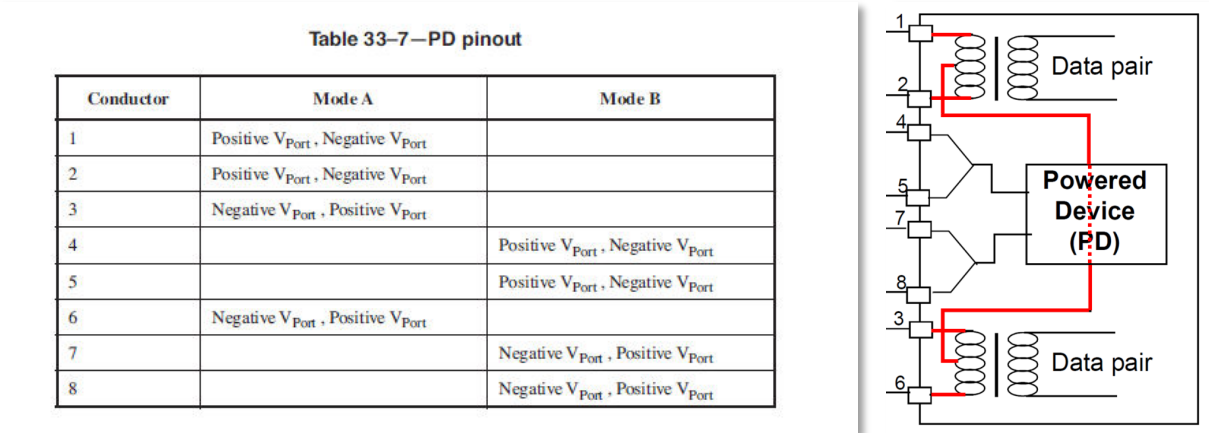 Table 33–7—PD pinout
Conductor Mode A Mode B
1 Positive VPort , Negative VPort
2 Positive VPort , Negative VPort
3 Negative VPort , Positive VPort
4 Positive VPort , Negative VPort
5 Positive VPort , Negative VPort
6 Negative VPort , Positive VPort
7 Negative VPort , Positive VPort
8 Negative VPort , Positive VPort
1
Data pair
2
4
Powered
5
Device
7
(PD)
8
3
Data pair
6